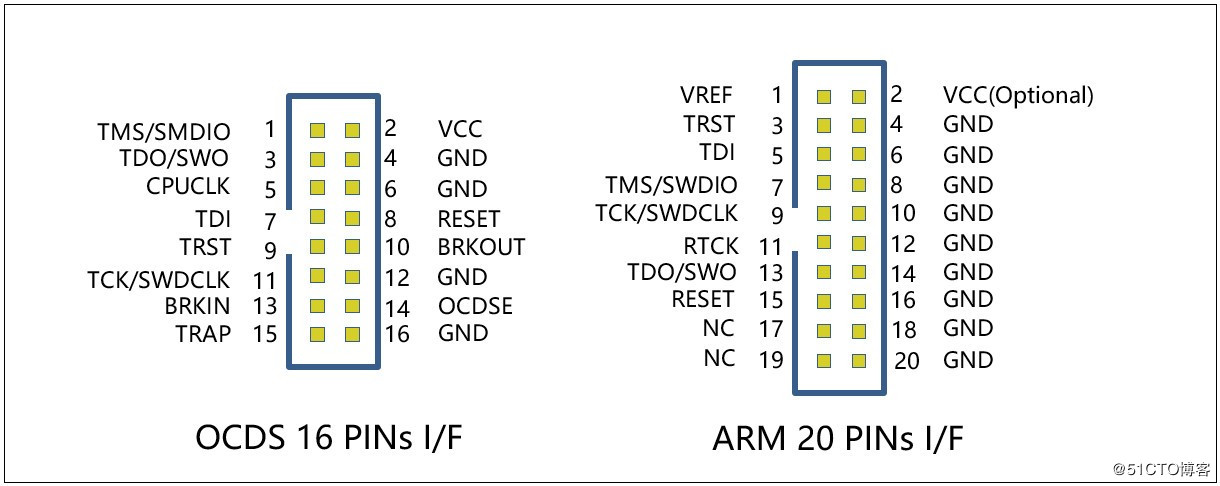 TMS/SMDIO 1 2 VCC
TDO/SWO 3 4 GND
CPUCLK 5 6 GND
TDI 7 8 RESET
TRST 9 10 BRKOUT
TCK/SWDCLK 11 12 GND
BRKIN 13 14 OCDSE
TRAP 15 16 GND
OCDS 16 PINs I/F
VREF 1 2 VCC(Optional)
TRST 3 4 GND
TDI 5 6 GND
TMS/SWDIO 7 8 GND
TCK/SWDCLK 9 10 GND
RTCK 11 12 GND
TDO/SWO 13 14 GND
RESET 15 16 GND
NC 17 18 GND
NC 19 20 GND
ARM 20 PINs I/F
@51CTO博客